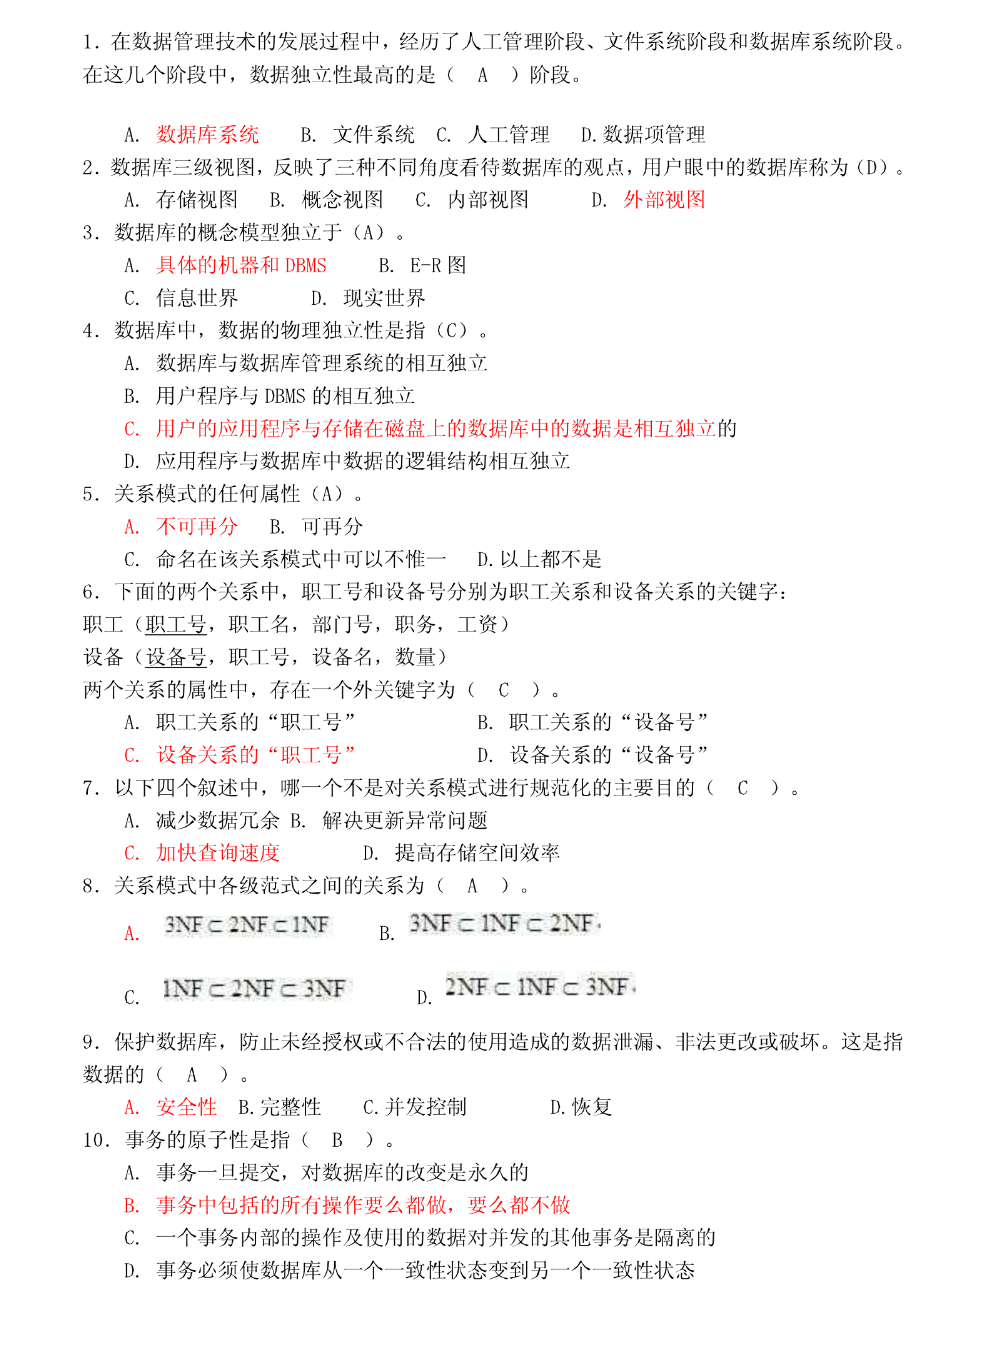 1. 在数据管理技术的发展过程中，经历了人工管理阶段、文件系统阶段和数据库系统阶段。
在这几个阶段中，数据独立性最高的是（ A ）阶段。
A. 数据库系统 B. 文件系统 C. 人工管理 D.数据项管理
2. 数据库三级视图，反映了三种不同角度看待数据库的观点，用户眼中的数据库称为（D）。
A. 存储视图 B. 概念视图 C. 内部视图 D. 外部视图
3. 数据库的概念模型独立于（A）。
A. 具体的机器和 DBMS B. E-R 图
C. 信息世界 D. 现实世界
4. 数据库中，数据的物理独立性是指（C）。
A. 数据库与数据库管理系统的相互独立
B. 用户程序与 DBMS 的相互独立
C. 用户的应用程序与存储在磁盘上的数据库中的数据是相互独立的
D. 应用程序与数据库中数据的逻辑结构相互独立
5. 关系模式的任何属性（A）。
A. 不可再分 B. 可再分
C. 命名在该关系模式中可以不惟一 D.以上都不是
6. 下面的两个关系中，职工号和设备号分别为职工关系和设备关系的关键字：
职工（职工号，职工名，部门号，职务，工资）
设备（设备号，职工号，设备名，数量）
两个关系的属性中，存在一个外关键字为（ C ）。
A. 职工关系的“职工号” B. 职工关系的“设备号”
C. 设备关系的“职工号” D. 设备关系的“设备号”
7. 以下四个叙述中，哪一个不是对关系模式进行规范化的主要目的（ C ）。
A. 减少数据冗余 B. 解决更新异常问题
C. 加快查询速度 D. 提高存储空间效率
8. 关系模式中各级范式之间的关系为（ A ）。
A. 3NF⊂2NF⊂1NF B. 3NF⊂1NF⊂2NF
C. 1NF⊂2NF⊂3NF D. 2NF⊂1NF⊂3NF
9. 保护数据库，防止未经授权或不合法的使用造成的数据泄漏、非法更改或破坏。这是指
数据的（ A ）。
A. 安全性 B.完整性 C.并发控制 D.恢复
10. 事务的原子性是指（ B ）。
A. 事务一旦提交，对数据库的改变是永久的
B. 事务中包括的所有操作要么都做，要么都不做
C. 一个事务内部的操作及使用的数据对并发的其他事务是隔离的
D. 事务必须使数据库从一个一致性状态变到另一个一致性状态